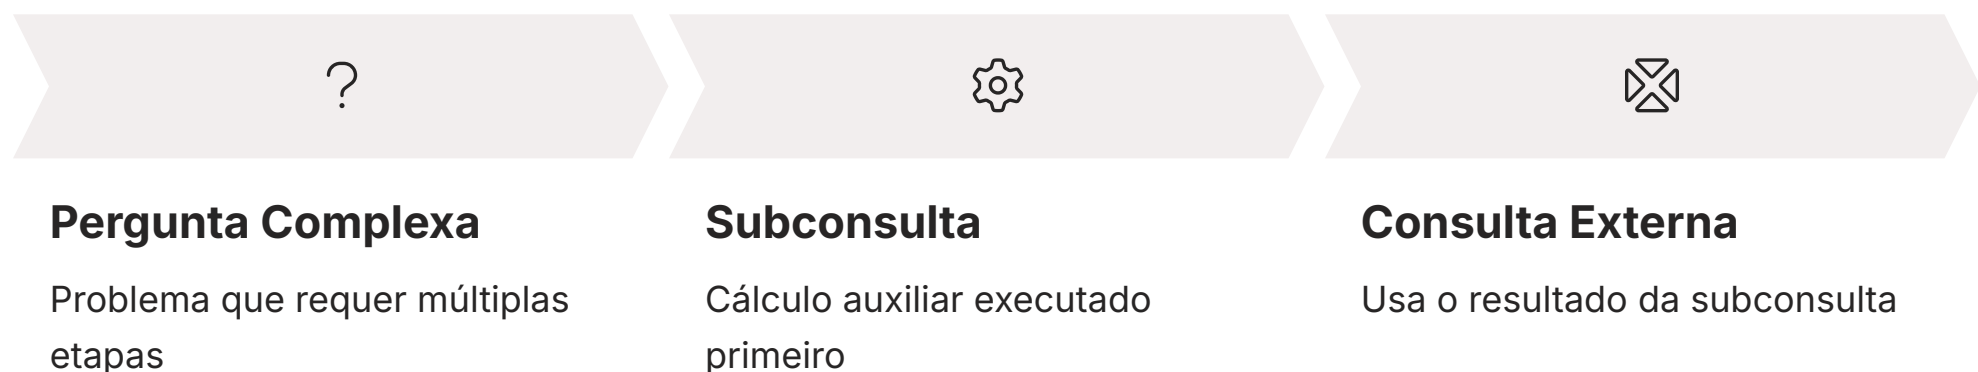 Pergunta Complexa
Problema que requer múltiplas
etapas
Subconsulta
Cálculo auxiliar executado
primeiro
Consulta Externa
Usa o resultado da subconsulta